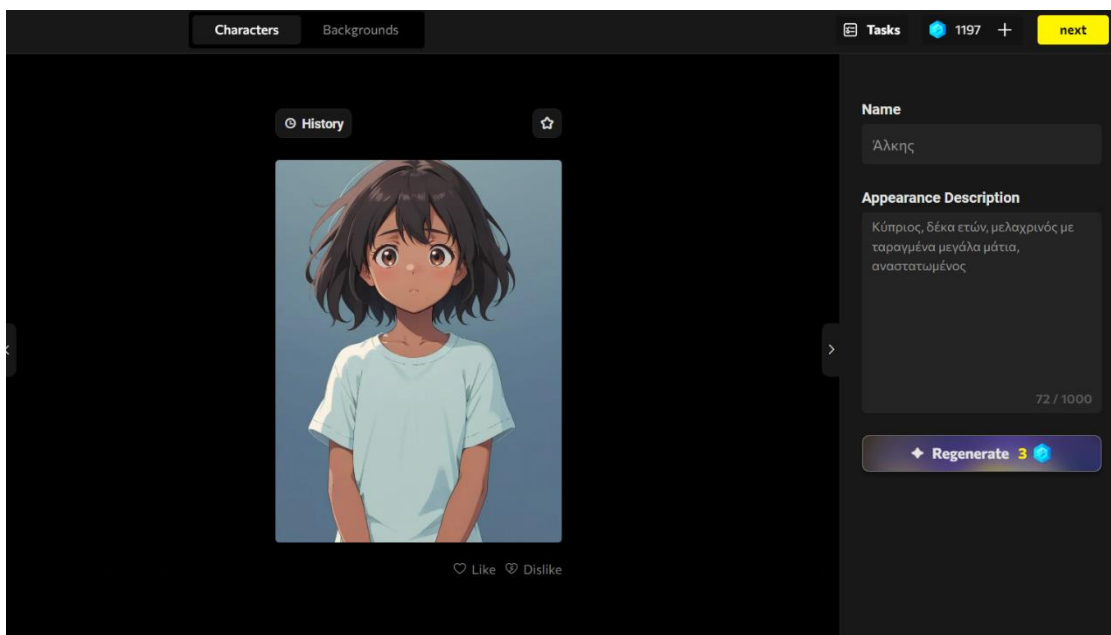 Characters
Backgrounds
Tasks
1197
next
History
Name
Άλκης
Appearance Description
Κύπριος, δέκα ετών, μελαχρινός με
ταραγμένα μεγάλα μάτια,
αναστατωμένος
72 / 1000
Regenerate 3
Like
Dislike